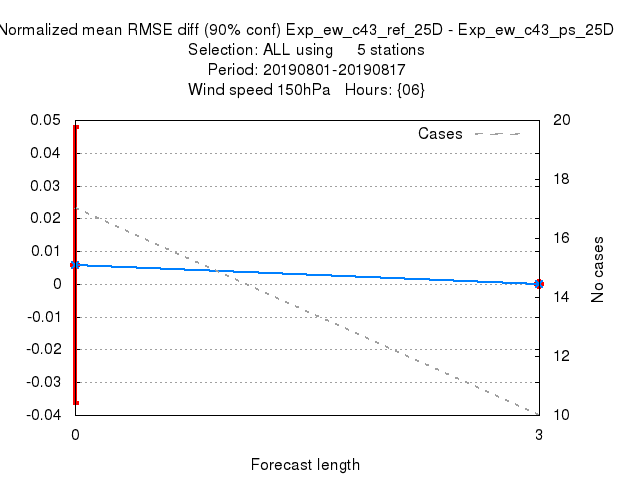 Normalized mean RMSE diff (90% conf) Exp_ew_c43_ref_25D - Exp_ew_c43_ps_25D
Selection: ALL using 5 stations
Period: 20190801-20190817
Wind speed 150hPa Hours: {06}
Cases
0.05
0.04
0.03
0.02
0.01
0
-0.01
-0.02
-0.03
-0.04
20
18
16
14
12
10
No cases
0 3
Forecast length